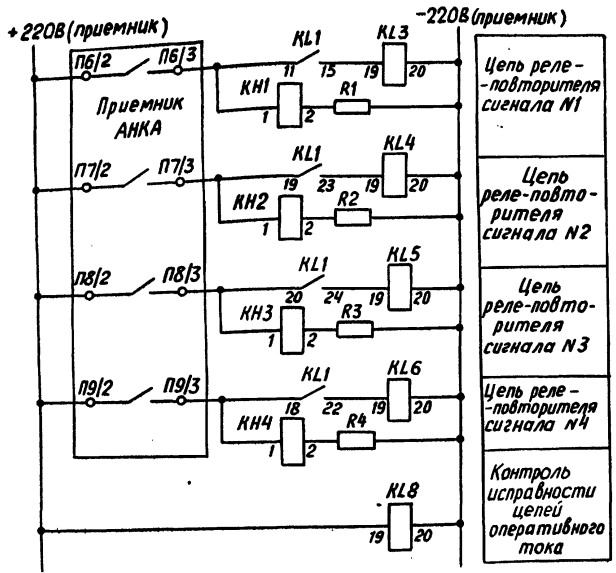 +220В (приемник)
-220В (приемник)
П6/2
П6/3
KL1
11
15
KL3
19
20
КН1
1
2
R1
Цепь реле-
-повторителя
сигнала N1
Приемник
АНКА
П7/2
П7/3
KL1
19
23
KL4
19
20
КН2
1
2
R2
Цепь
реле-повто-
рителя
сигнала N2
П8/2
П8/3
KL1
20
24
KL5
19
20
КН3
1
2
R3
Цепь
реле-повто-
рителя
сигнала N3
П9/2
П9/3
KL1
18
22
KL6
19
20
КН4
1
2
R4
Цепь реле-
-повторителя
сигнала N4
KL8
19
20
Контроль
исправности
цепей
оперативного
тока